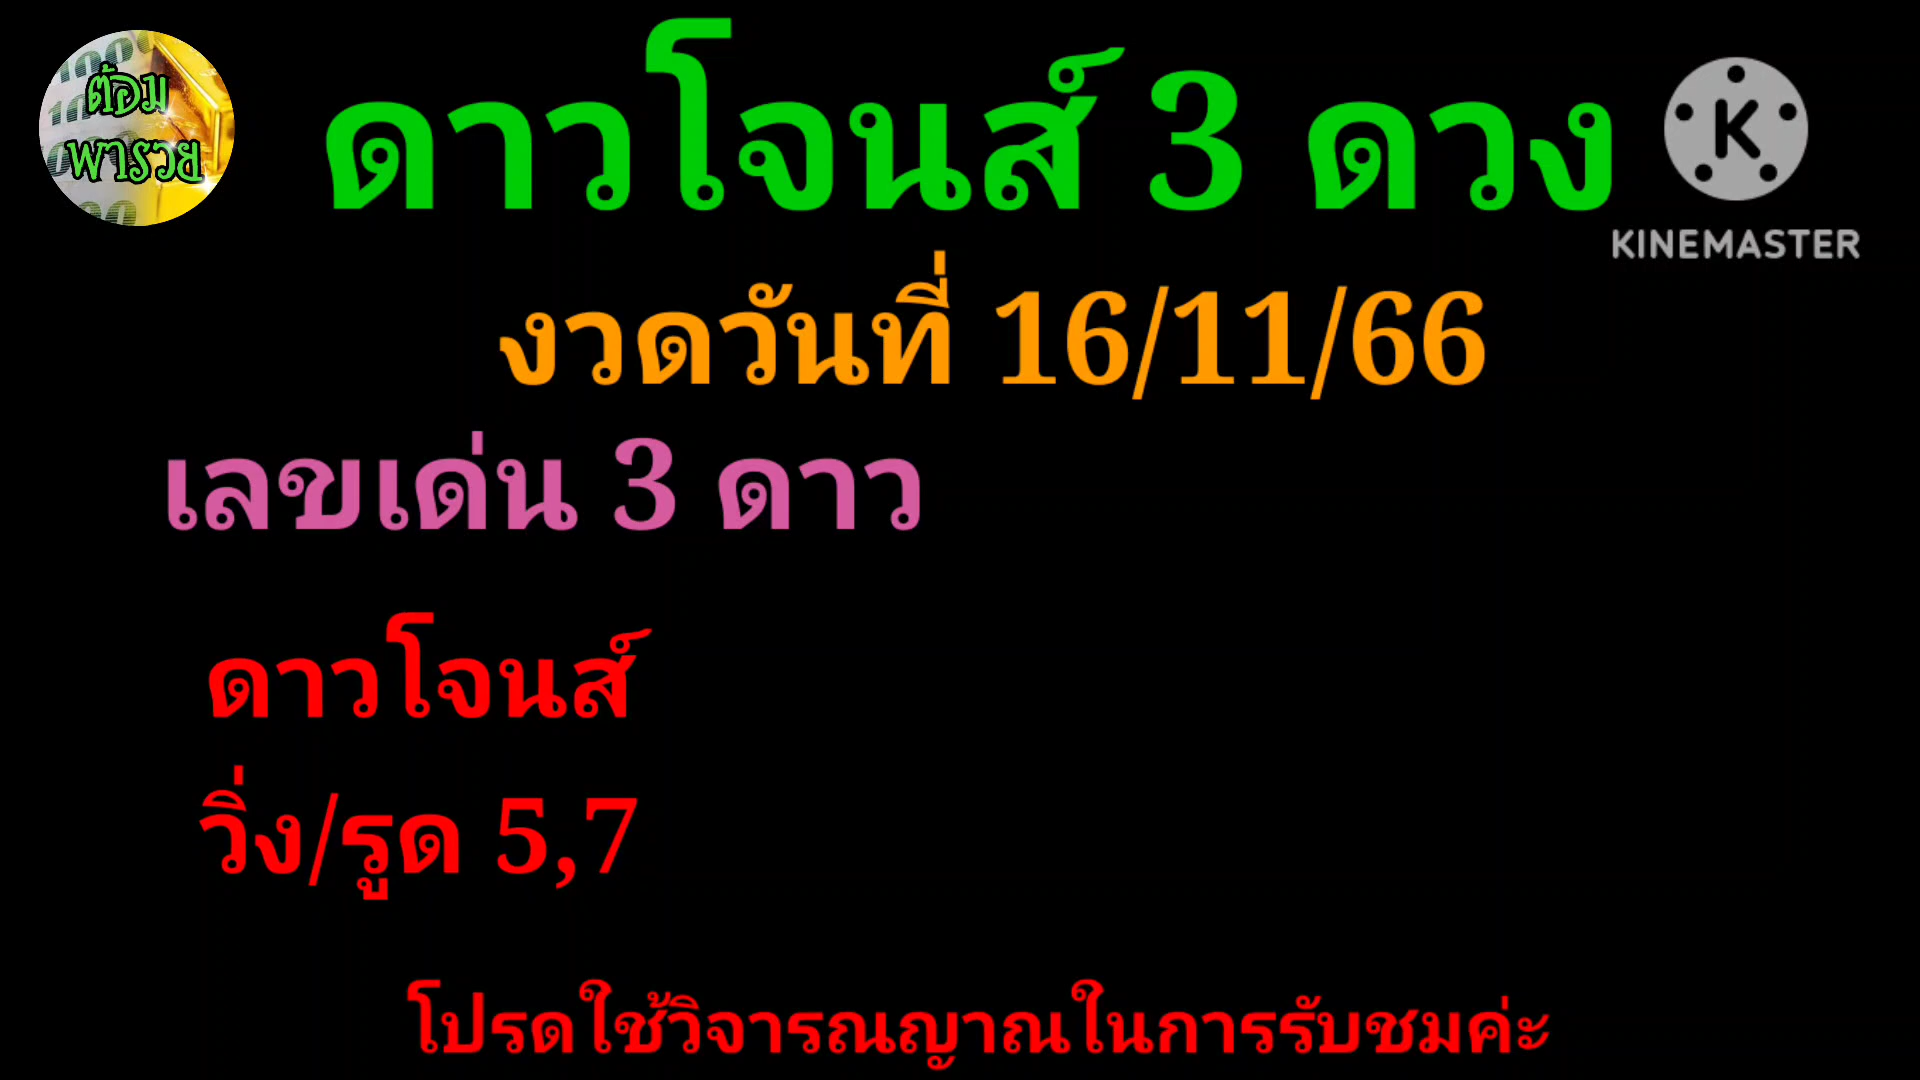 ต้อม
พารวย
ดาวโจนส์ 3 ดวง
KINEMASTER
งวดวันที่ 16/11/66
เลขเด่น 3 ดาว
ดาวโจนส์
วิ่ง/รูด 5,7
โปรดใช้วิจารณญาณในการรับชมค่ะ